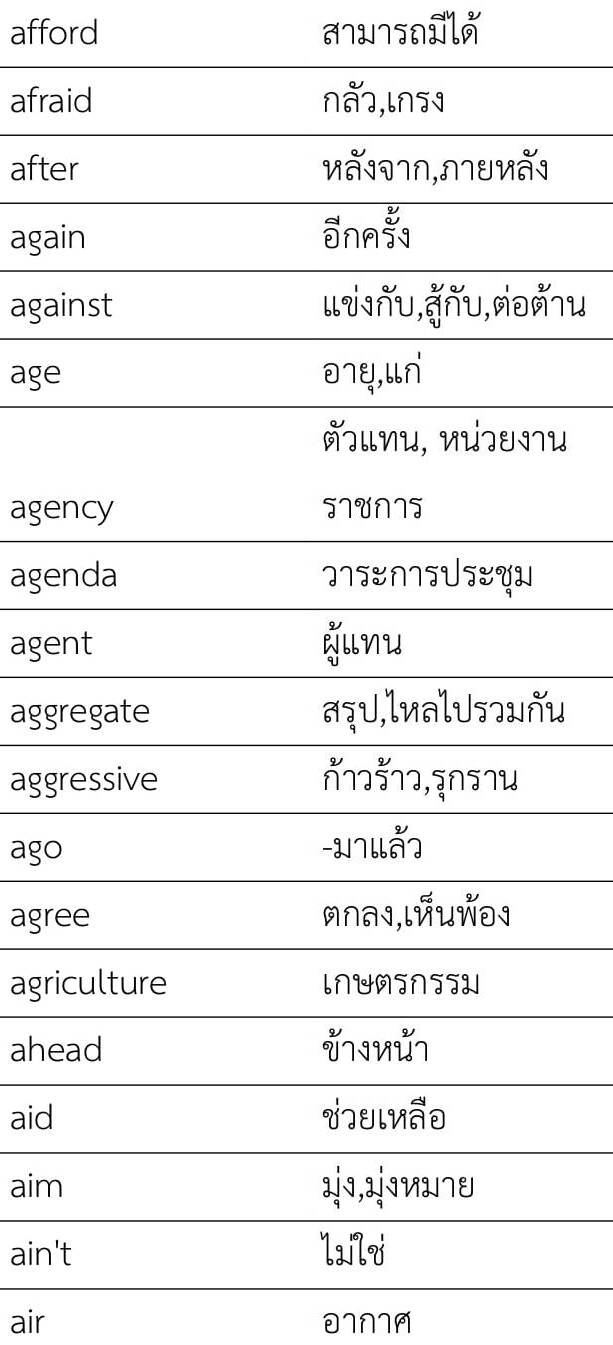 afford สามารถมีได้
afraid กลัว,เกรง
after หลังจาก,ภายหลัง
again อีกครั้ง
against แข่งกับ,สู้กับ,ต่อต้าน
age อายุ,แก่
ตัวแทน, หน่วยงาน
agency ราชการ
agenda วาระการประชุม
agent ผู้แทน
aggregate สรุป,ไหลไปรวมกัน
aggressive ก้าวร้าว,รุกราน
ago -มาแล้ว
agree ตกลง,เห็นพ้อง
agriculture เกษตรกรรม
ahead ข้างหน้า
aid ช่วยเหลือ
aim มุ่ง,มุ่งหมาย
ain't ไม่ใช่
air อากาศ